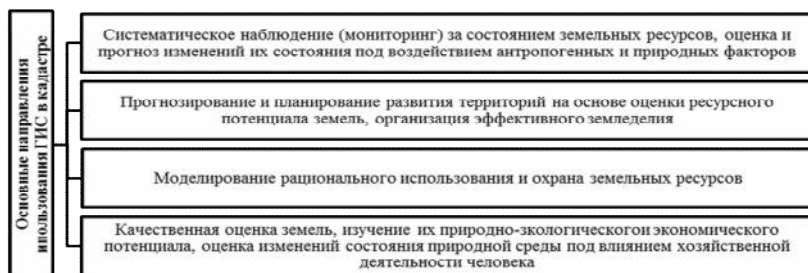 Основные направления
ипользования ГИС в кадастре
Систематическое наблюдение (мониторинг) за состоянием земельных ресурсов, оценка и
прогноз изменений их состояния под воздействием антропогенных и природных факторов
Прогнозирование и планирование развития территорий на основе оценки ресурсного
потенциала земель, организация эффективного земледелия
Моделирование рационального использования и охрана земельных ресурсов
Качественная оценка земель, изучение их природно-зкологическогои экономического
потенциала, оценка изменений состояния природной среды под влиянием хозяйственной
деятельности человека